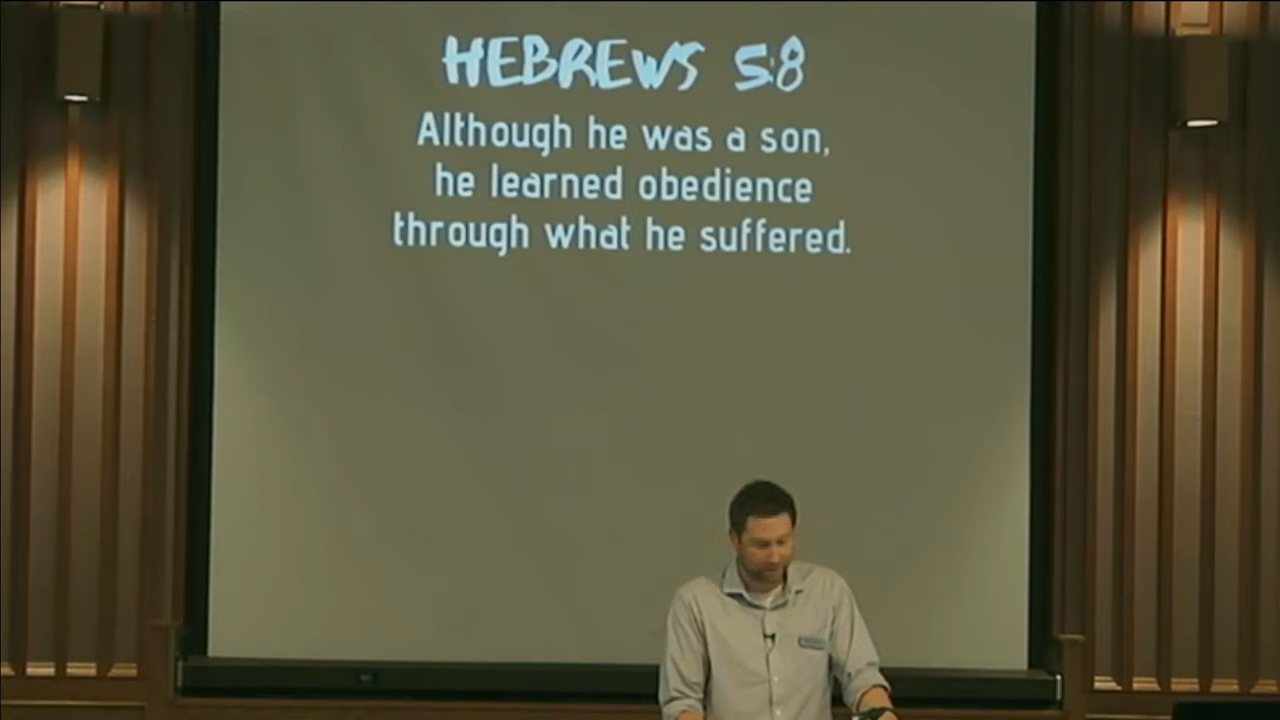 HEBREWS 5:8
Although he was a son,
he learned obedience
through what he suffered.